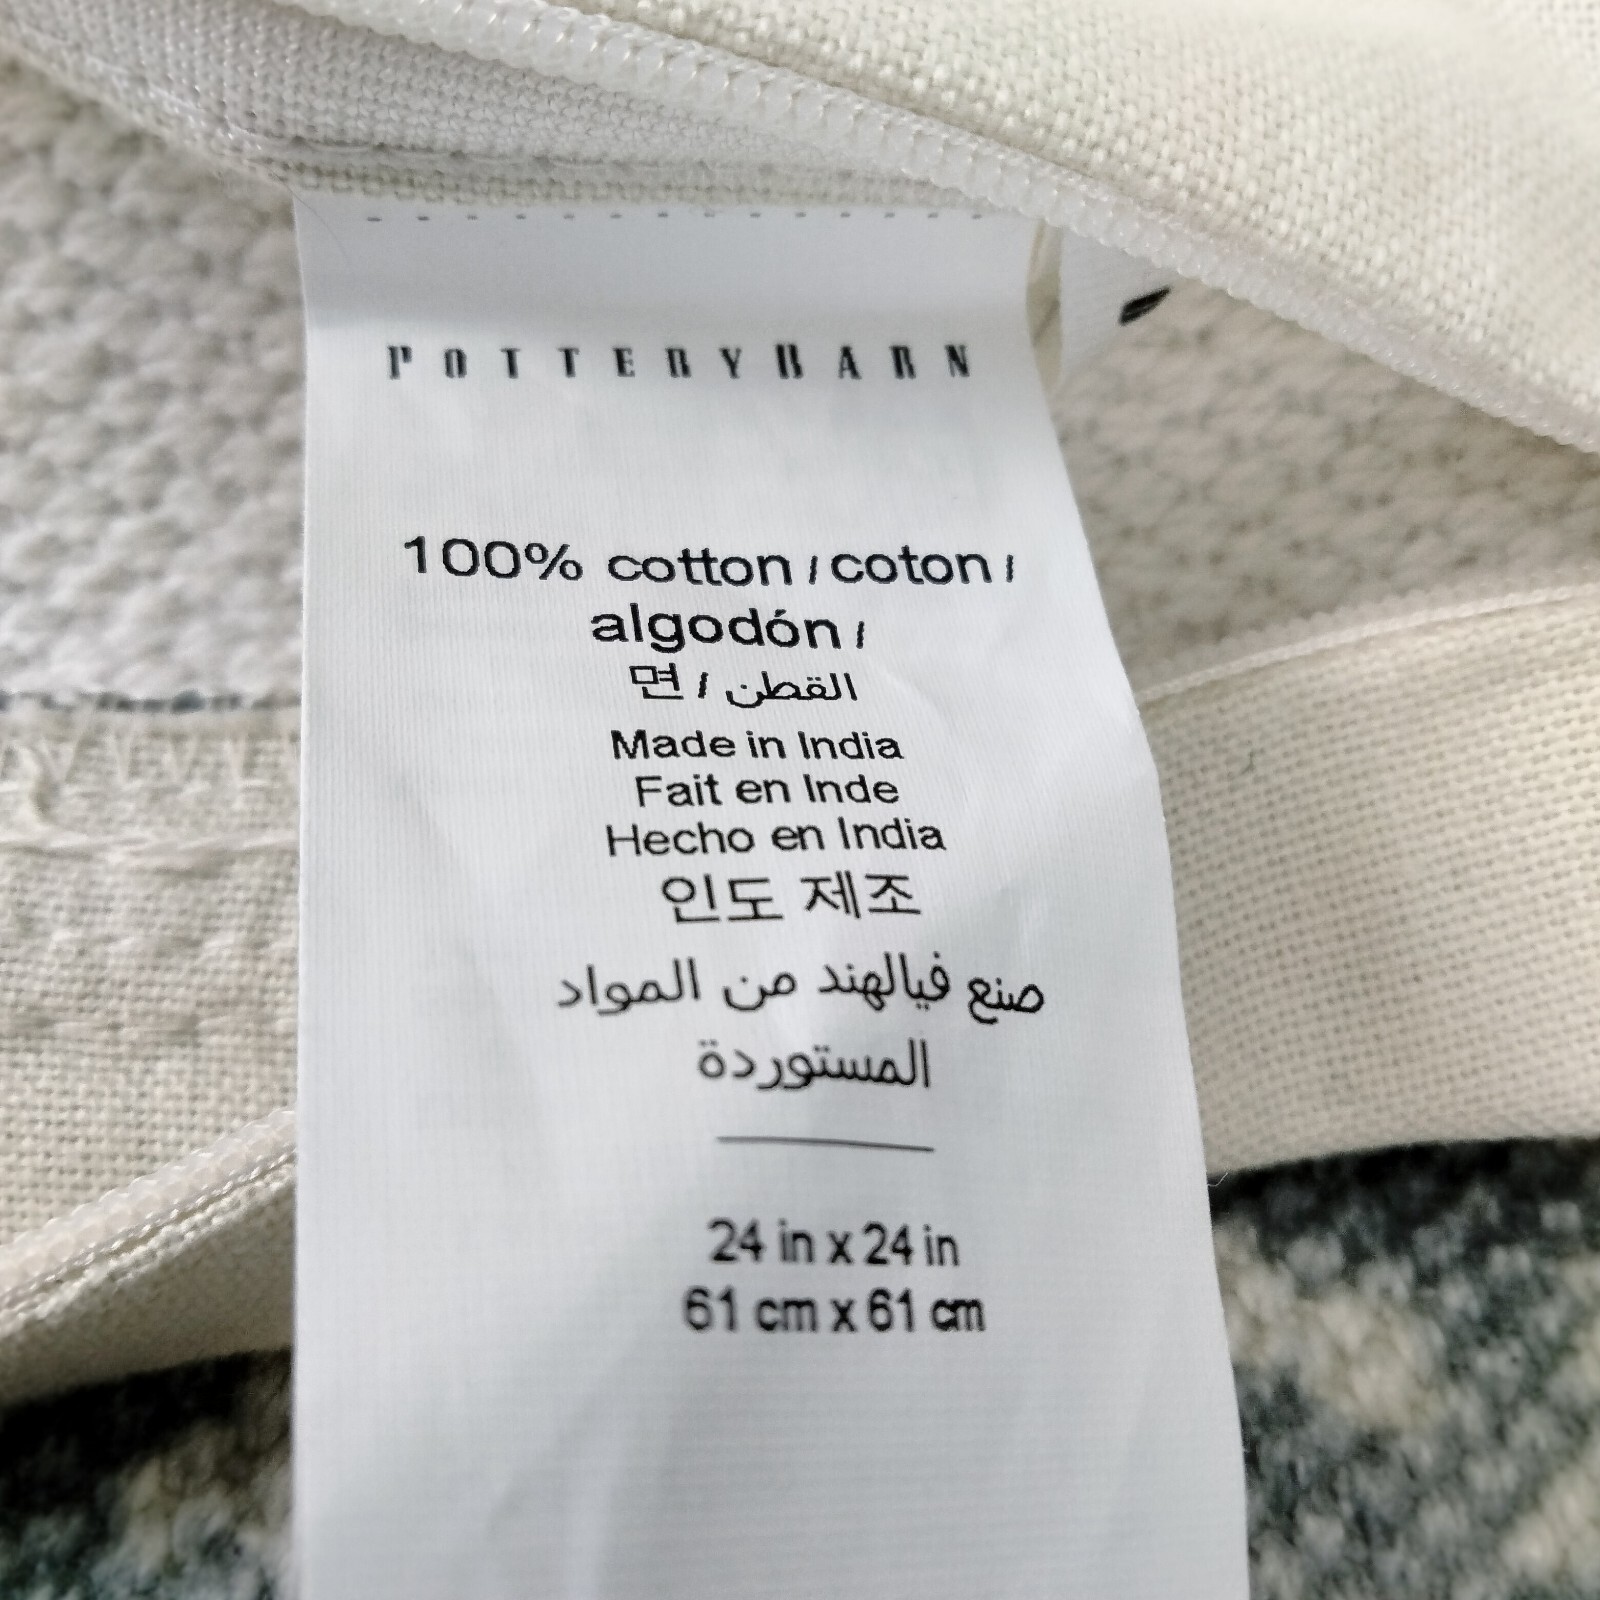 POTTERYBARN
100% cotton / coton /
algodón /
면 / القطن
Made in India
Fait en Inde
Hecho en India
인도 제조
صنع فيالهند من المواد
المستوردة
24 in x 24 in
61 cm x 61 cm